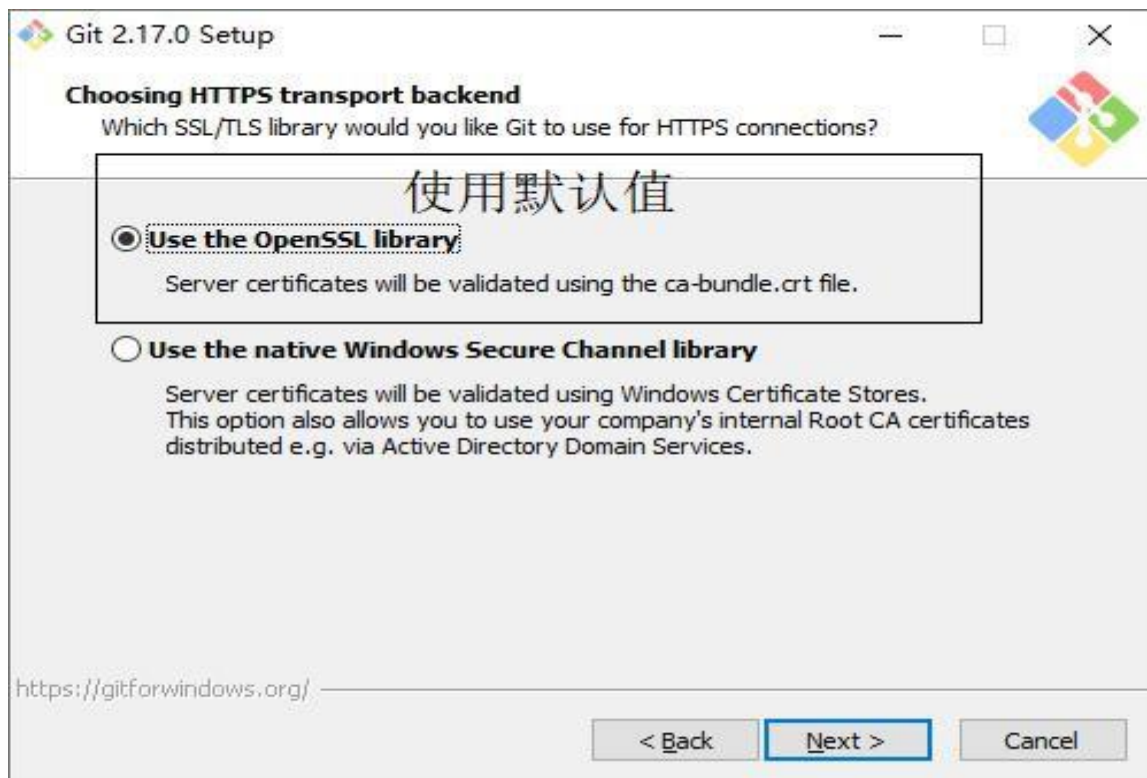 Git 2.17.0 Setup
Choosing HTTPS transport backend
Which SSL/TLS library would you like Git to use for HTTPS connections?
使用默认值
Use the OpenSSL library
Server certificates will be validated using the ca-bundle.crt file.
Use the native Windows Secure Channel library
Server certificates will be validated using Windows Certificate Stores.
This option also allows you to use your company's internal Root CA certificates
distributed e.g. via Active Directory Domain Services.
https://gitforwindows.org/
< Back Next > Cancel